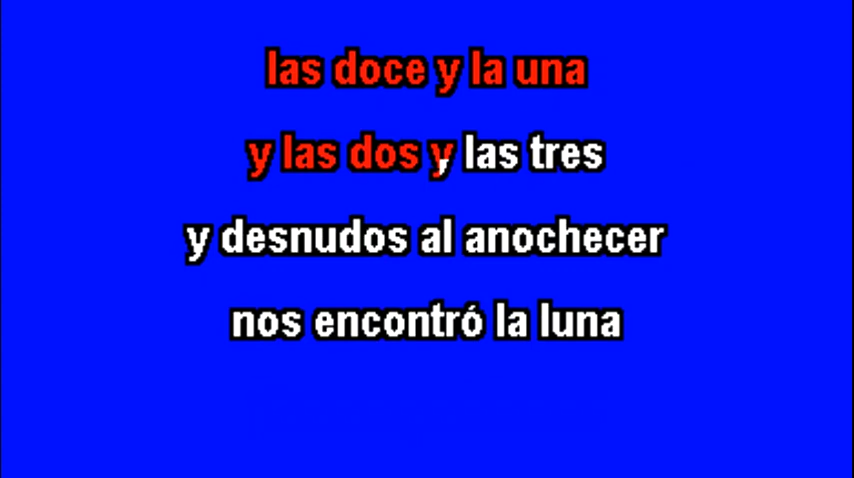 las doce y la una
y las dos y las tres
y desnudos al anochecer
nos encontró la luna